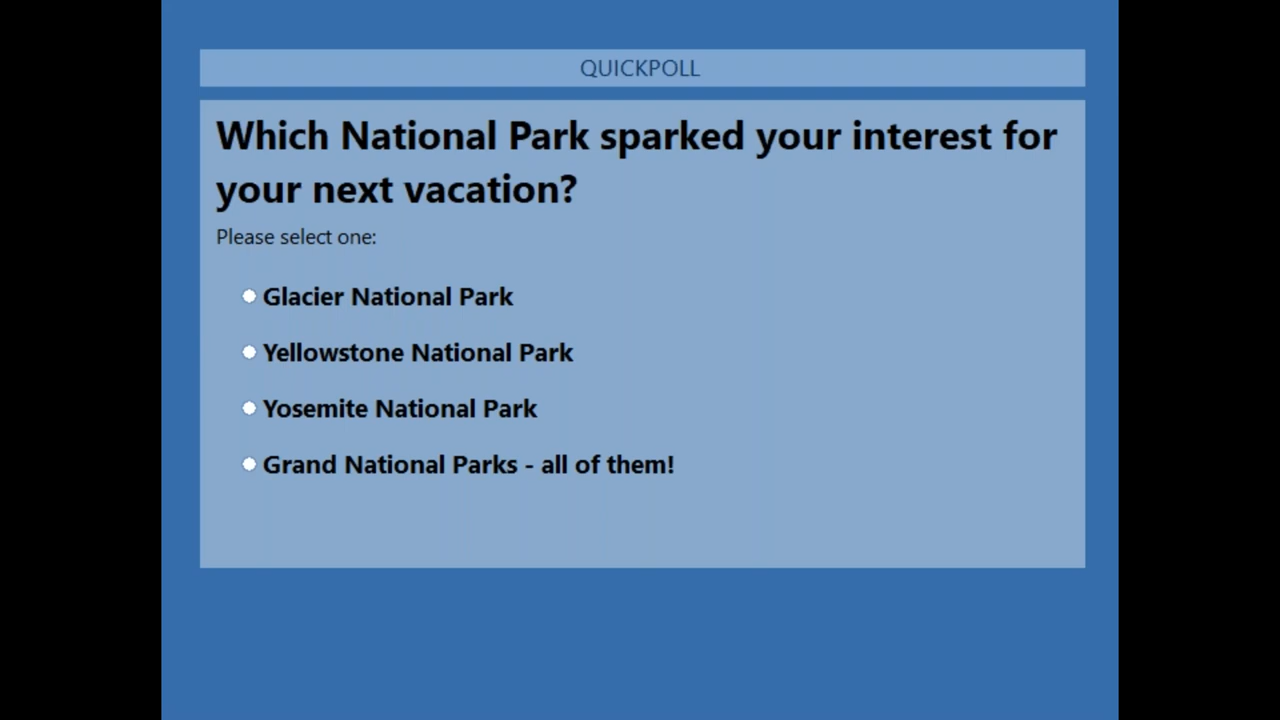 QUICKPOLL
Which National Park sparked your interest for
your next vacation?
Please select one:
Glacier National Park
Yellowstone National Park
Yosemite National Park
Grand National Parks - all of them!